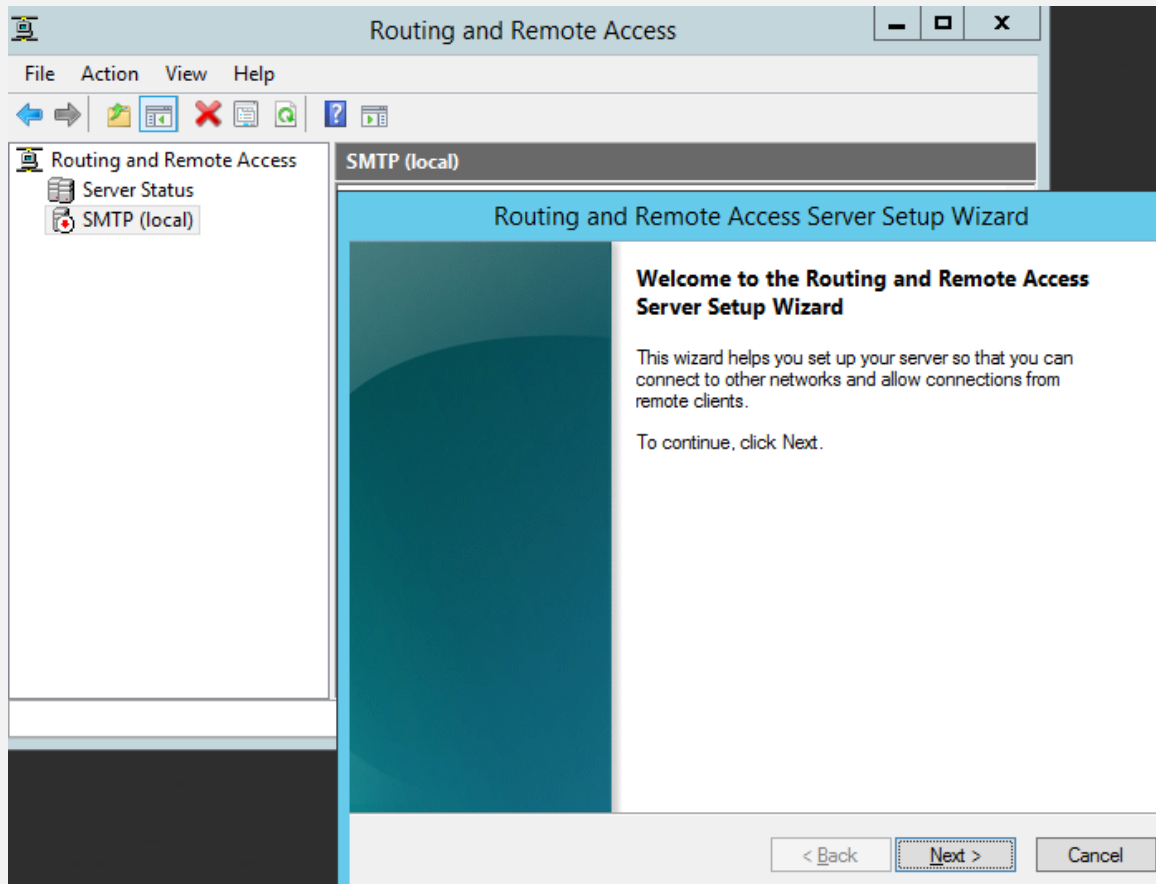 Routing and Remote Access
x
File Action View Help
?
Routing and Remote Access
Server Status
SMTP (local)
SMTP (local)
Routing and Remote Access Server Setup Wizard
Welcome to the Routing and Remote Access
Server Setup Wizard
This wizard helps you set up your server so that you can
connect to other networks and allow connections from
remote clients.
To continue, click Next.
< Back Next > Cancel